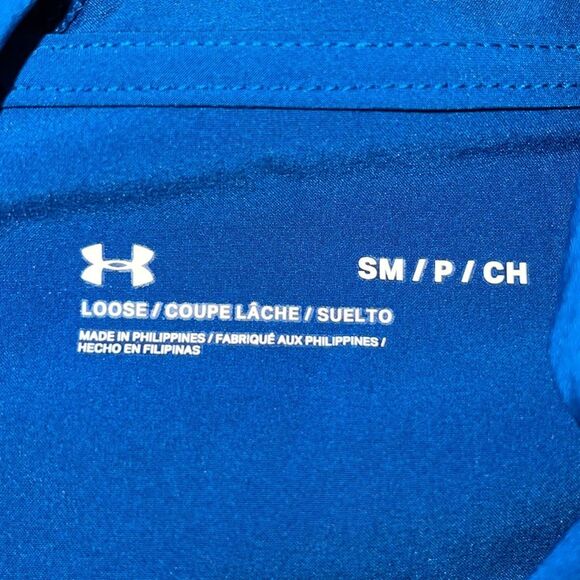 SM / P / CH
LOOSE / COUPE LÂCHE / SUELTO
MADE IN PHILIPPINES / FABRIQUÉ AUX PHILIPPINES /
HECHO EN FILIPINAS